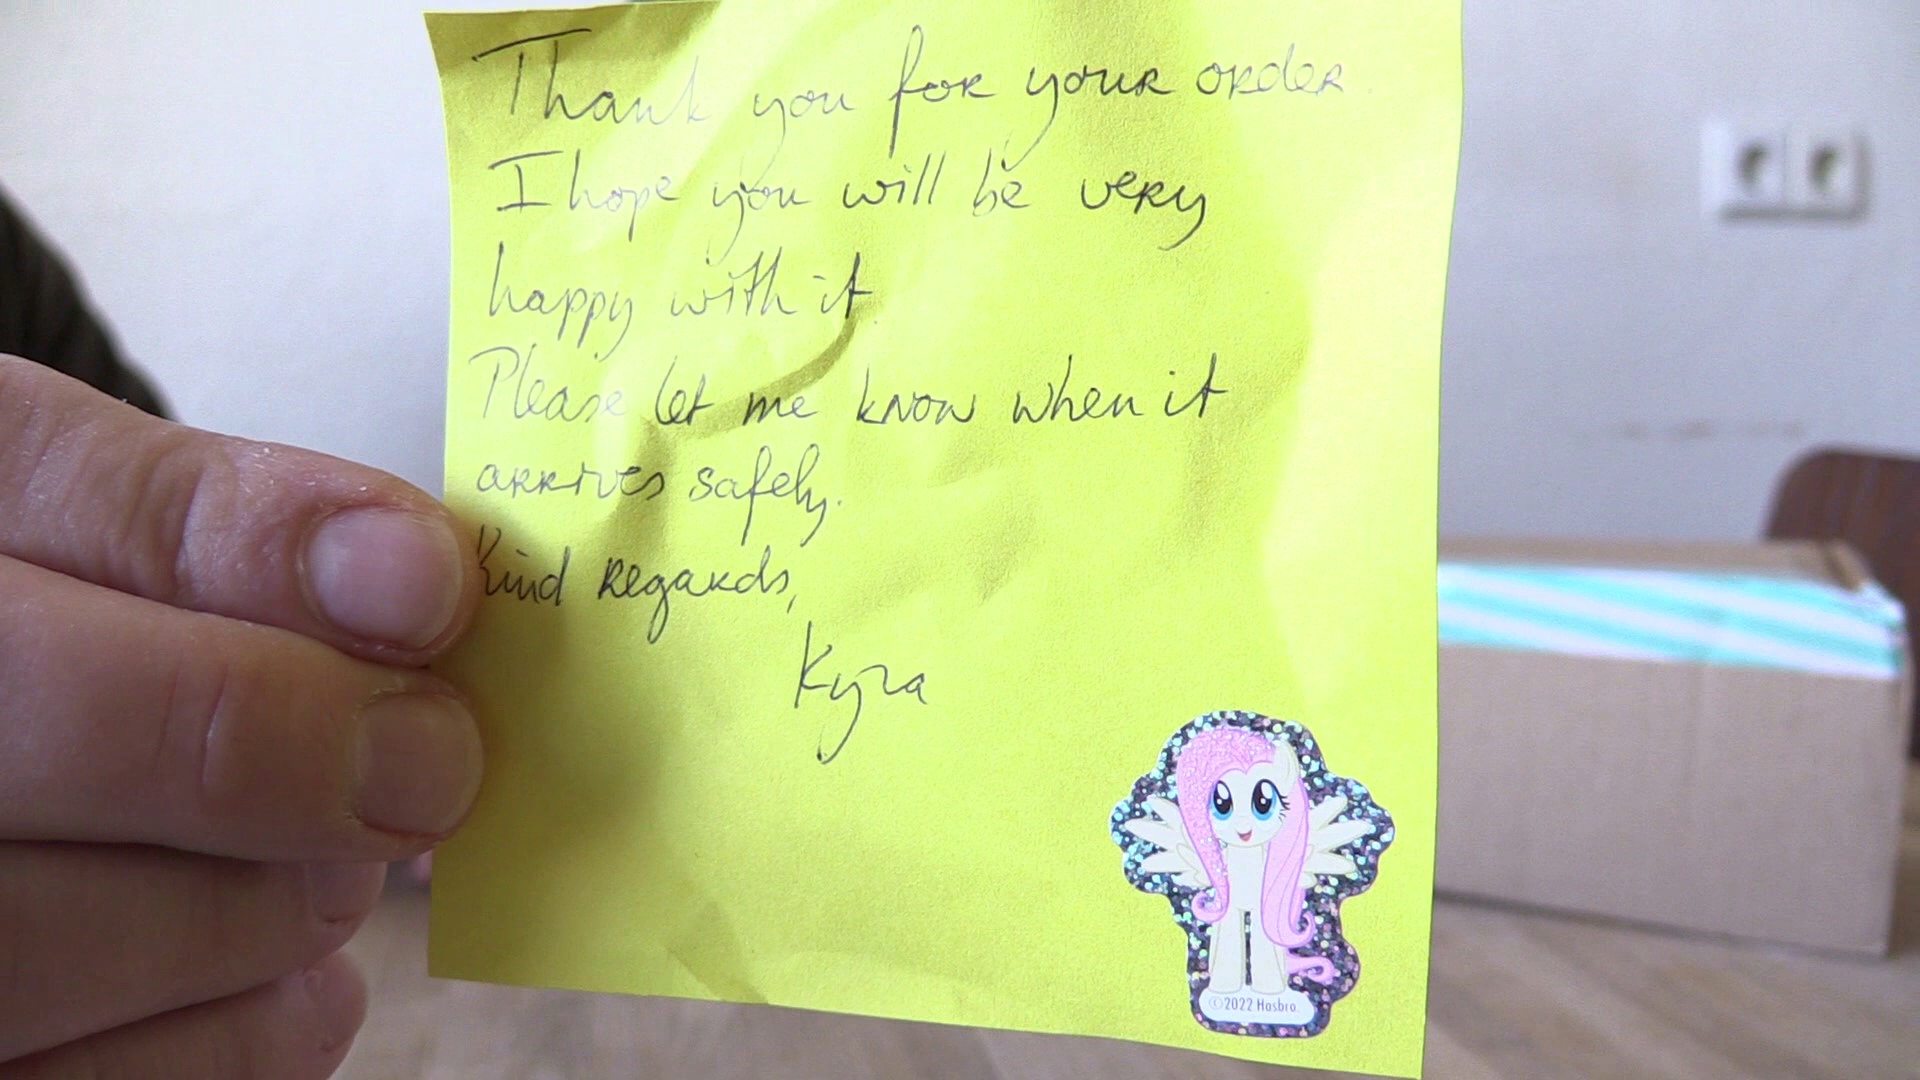 Thank you for your order
I hope you will be very
happy with it
Please let me know when it
arrives safely.
Kind regards,
Kyra
©2022 Hasbro.